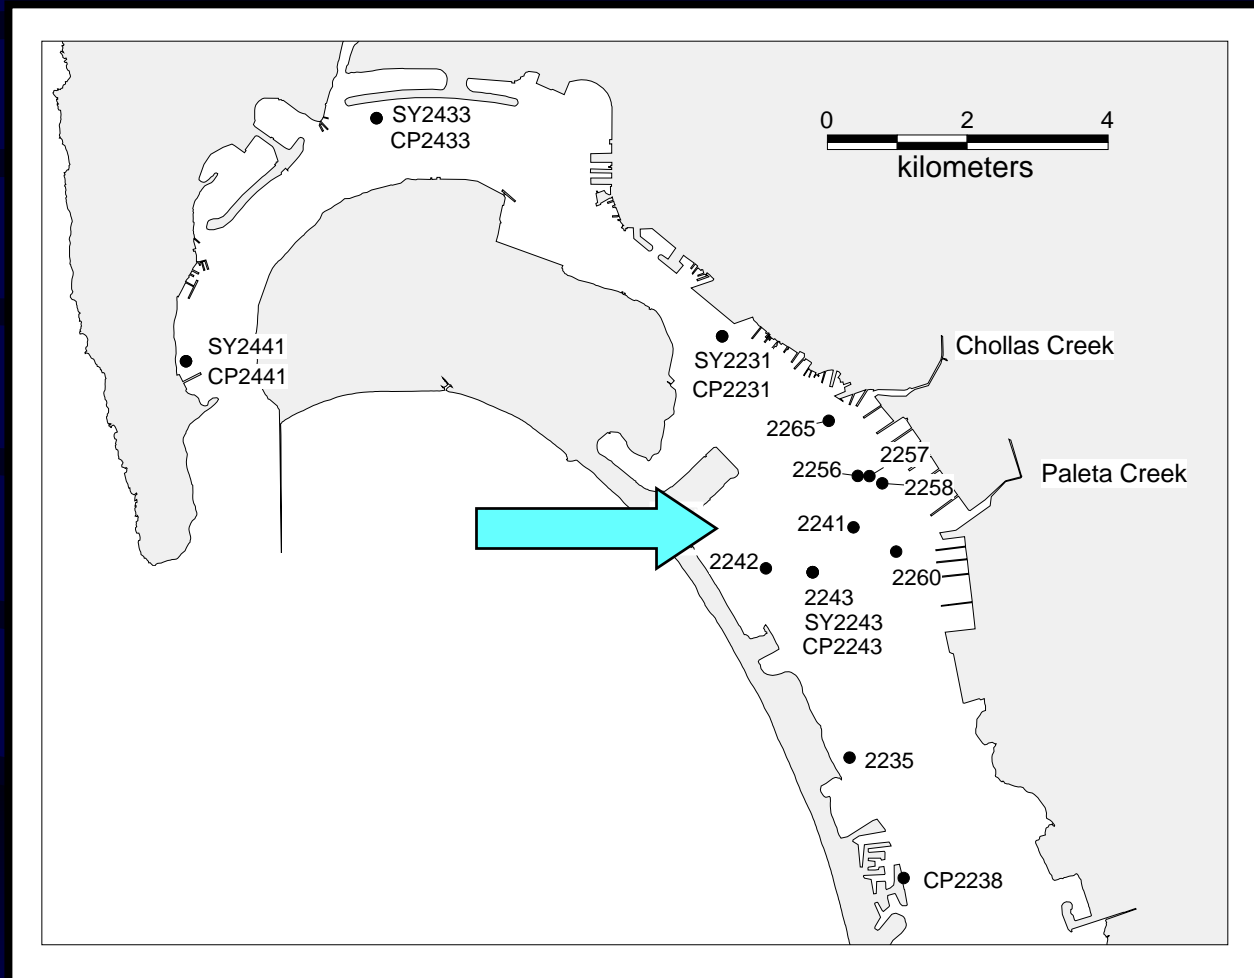 SY2433
CP2433
0 2 4
kilometers
SY2441
CP2441
SY2231
CP2231
Chollas Creek
2265
2257
2256
2258
Paleta Creek
2241
2242
2260
2243
SY2243
CP2243
2235
CP2238